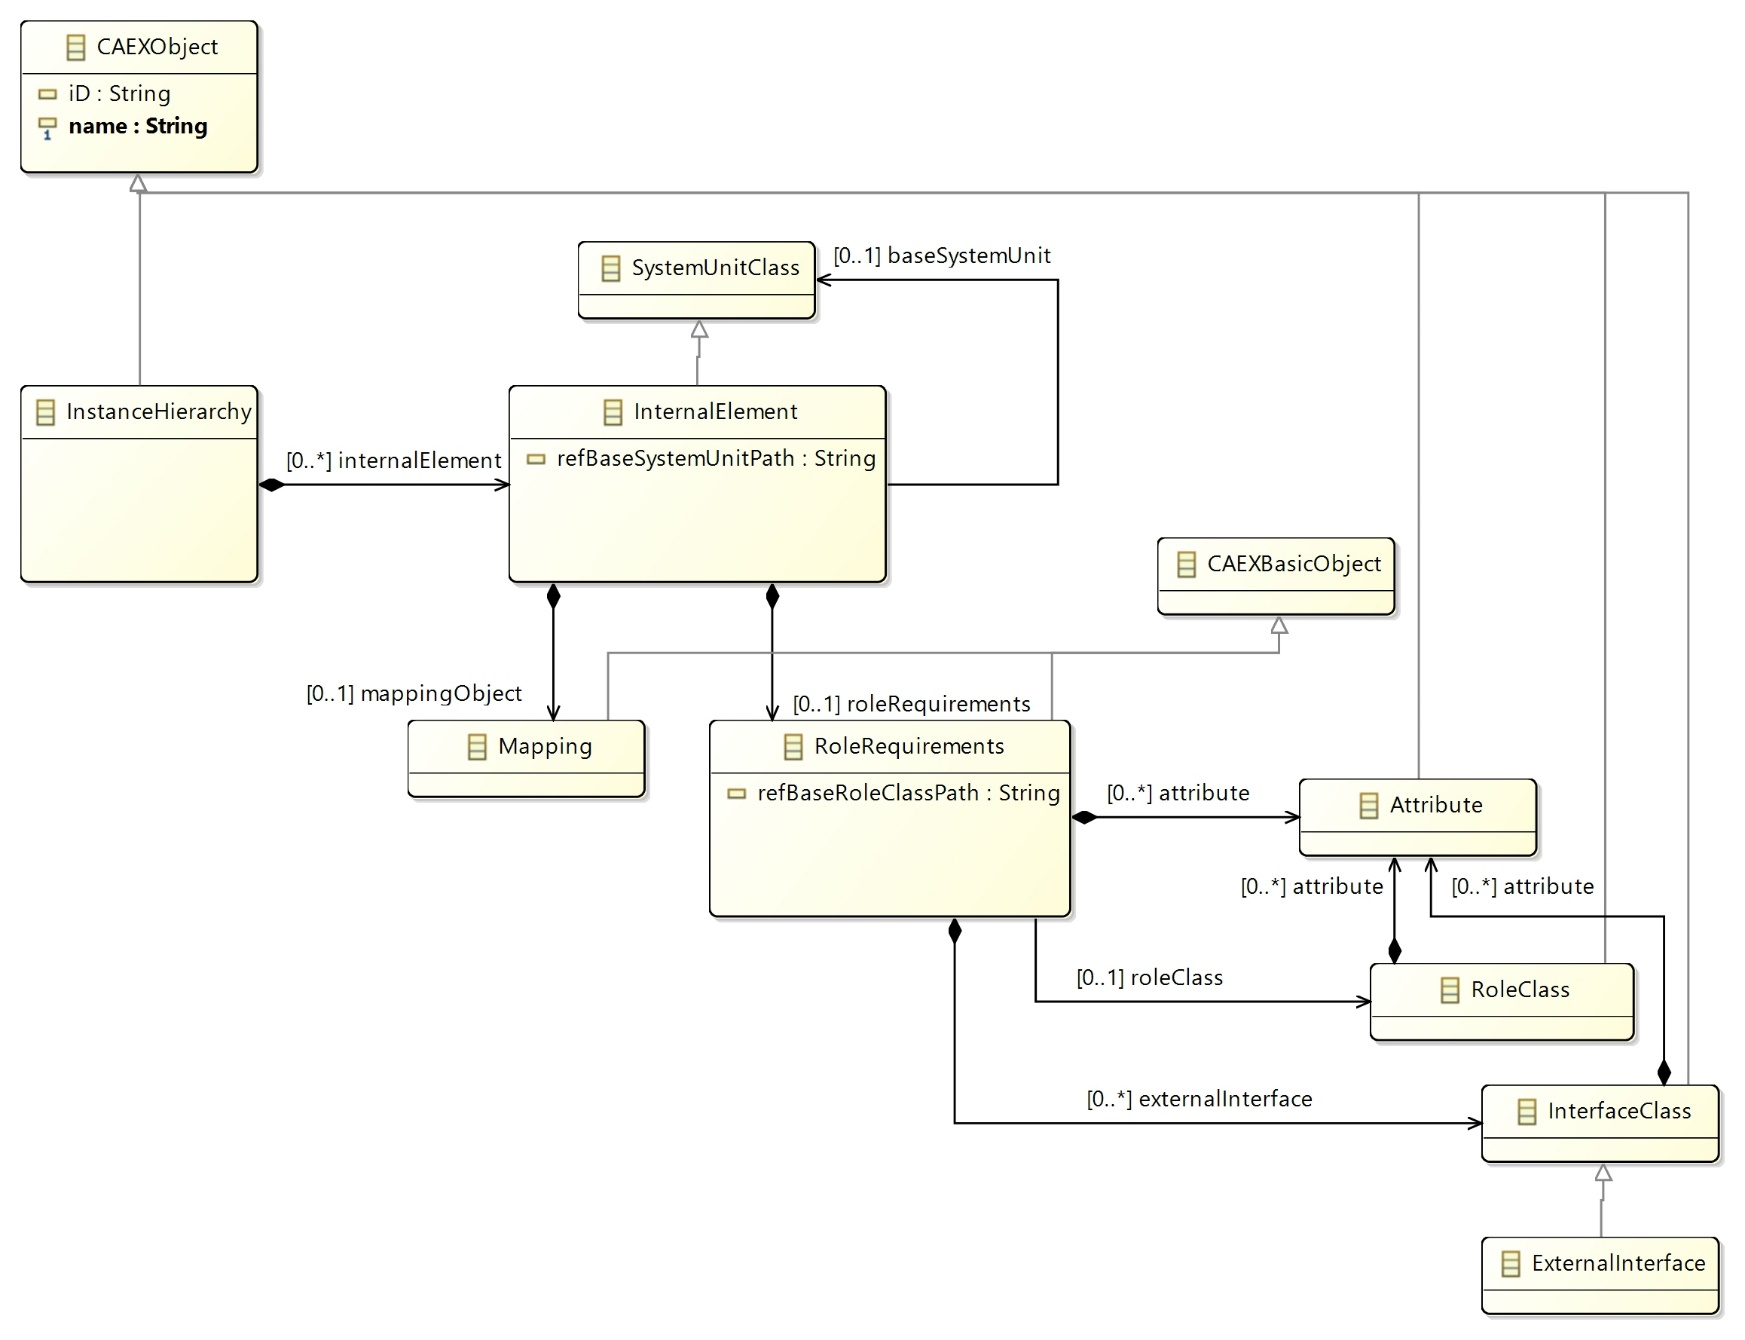 CAEXObject
iD : String
1 name : String
SystemUnitClass
[0..1] baseSystemUnit
InstanceHierarchy
[0..*] internalElement
InternalElement
refBaseSystemUnitPath : String
CAEXBasicObject
[0..1] mappingObject
[0..1] roleRequirements
Mapping
RoleRequirements
refBaseRoleClassPath : String
[0..*] attribute
Attribute
[0..*] attribute
[0..*] attribute
[0..1] roleClass
RoleClass
[0..*] externalInterface
InterfaceClass
ExternalInterface